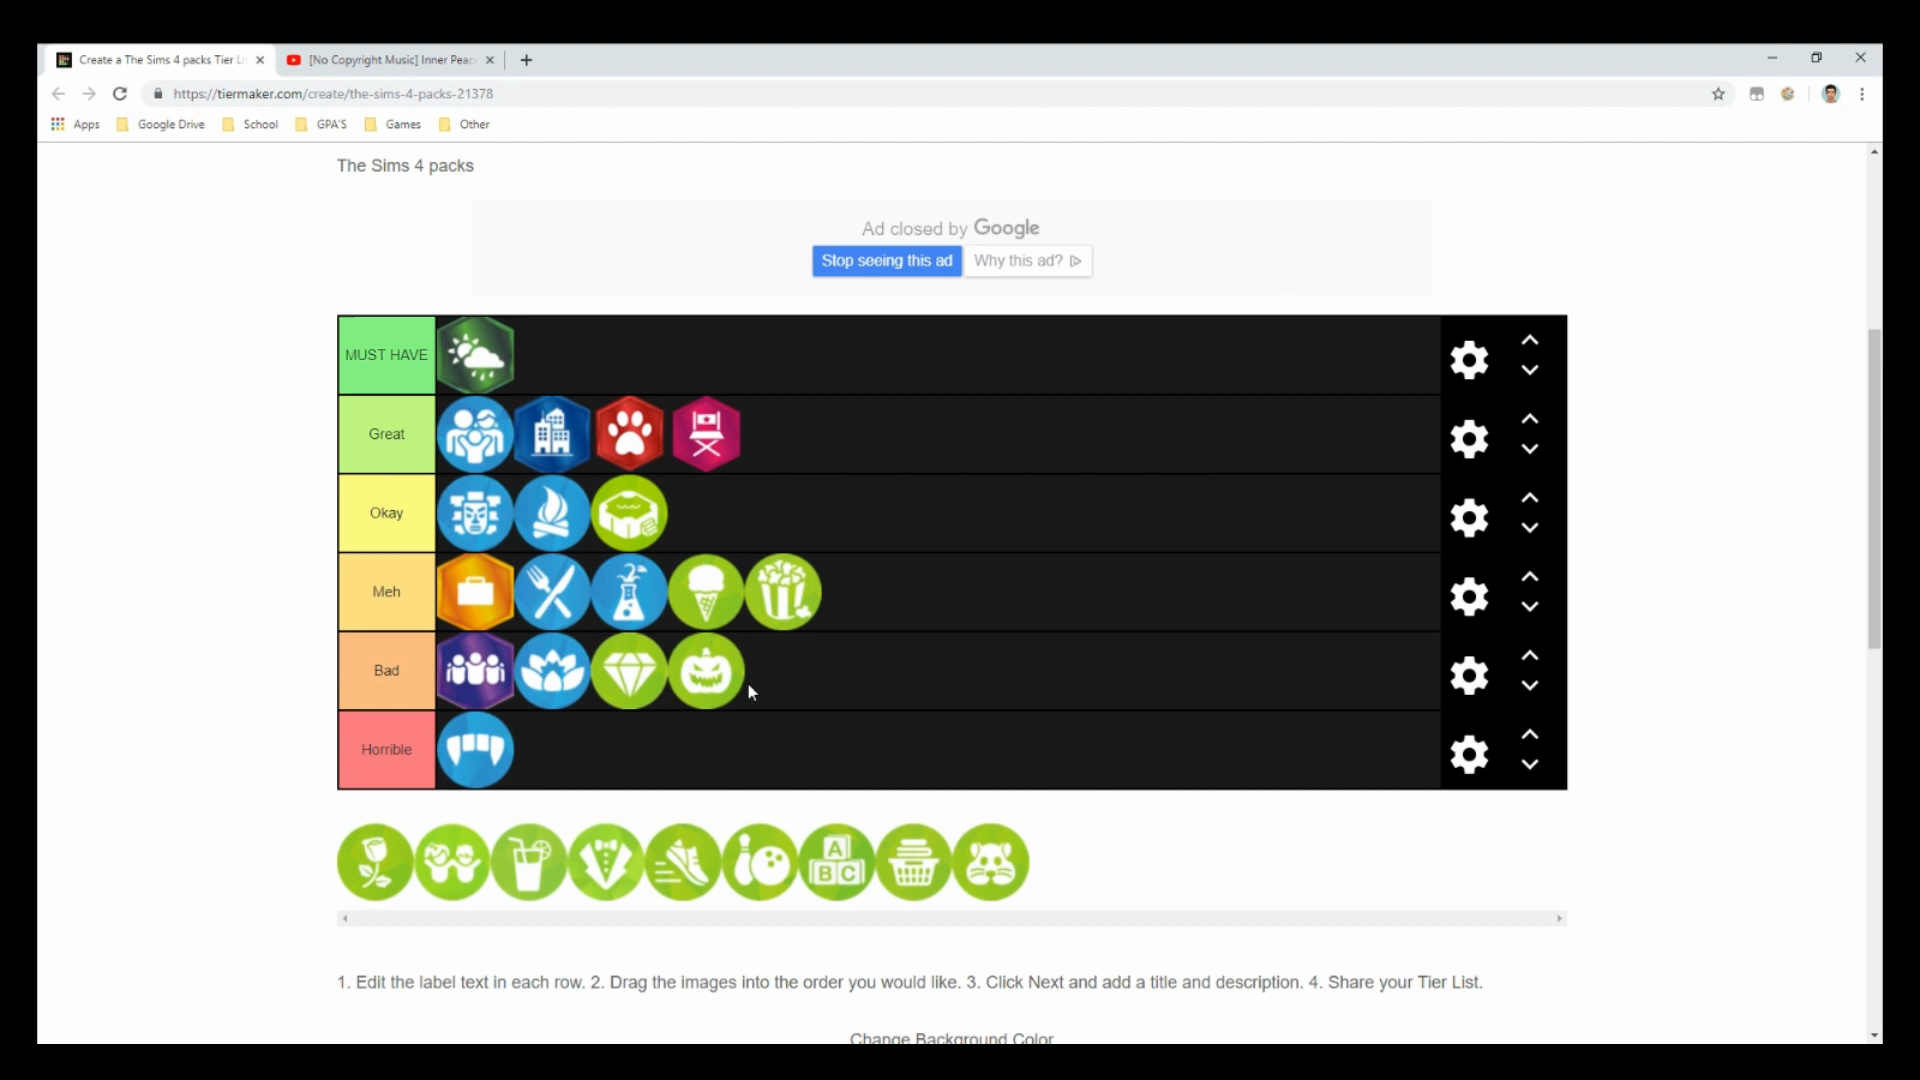 Create a The Sims 4 packs Tier Li
[No Copyright Music] Inner Peac
https://tiermaker.com/create/the-sims-4-packs-21378
Apps
Google Drive
School
GPA'S
Games
Other
The Sims 4 packs
Ad closed by Google
Stop seeing this ad
Why this ad?
MUST HAVE
Great
Okay
Meh
Bad
Horrible
A
B C
1. Edit the label text in each row. 2. Drag the images into the order you would like. 3. Click Next and add a title and description. 4. Share your Tier List.
Change Background Color